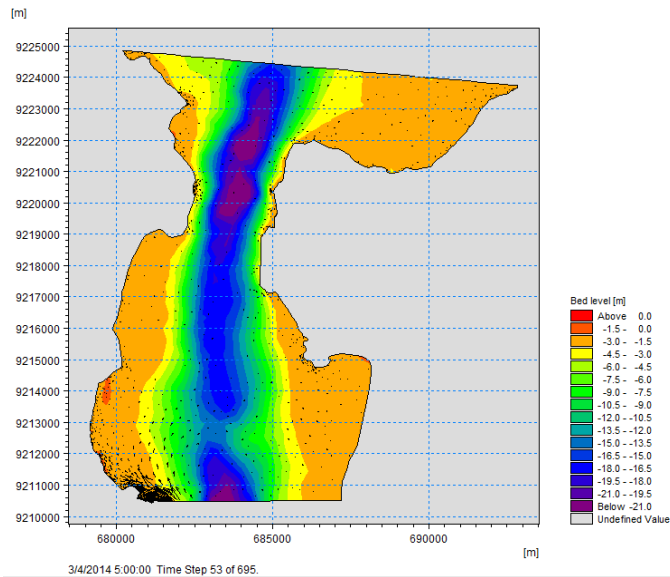 [m]
9225000
9224000
9223000
9222000
9221000
9220000
9219000
9218000
9217000
9216000
9215000
9214000
9213000
9212000
9211000
9210000
680000 685000 690000
[m]
3/4/2014 5:00:00 Time Step 53 of 695.
Bed level [m]
Above 0.0
-1.5 - 0.0
-3.0 - -1.5
-4.5 - -3.0
-6.0 - -4.5
-7.5 - -6.0
-9.0 - -7.5
-10.5 - -9.0
-12.0 - -10.5
-13.5 - -12.0
-15.0 - -13.5
-16.5 - -15.0
-18.0 - -16.5
-19.5 - -18.0
-21.0 - -19.5
Below -21.0
Undefined Value